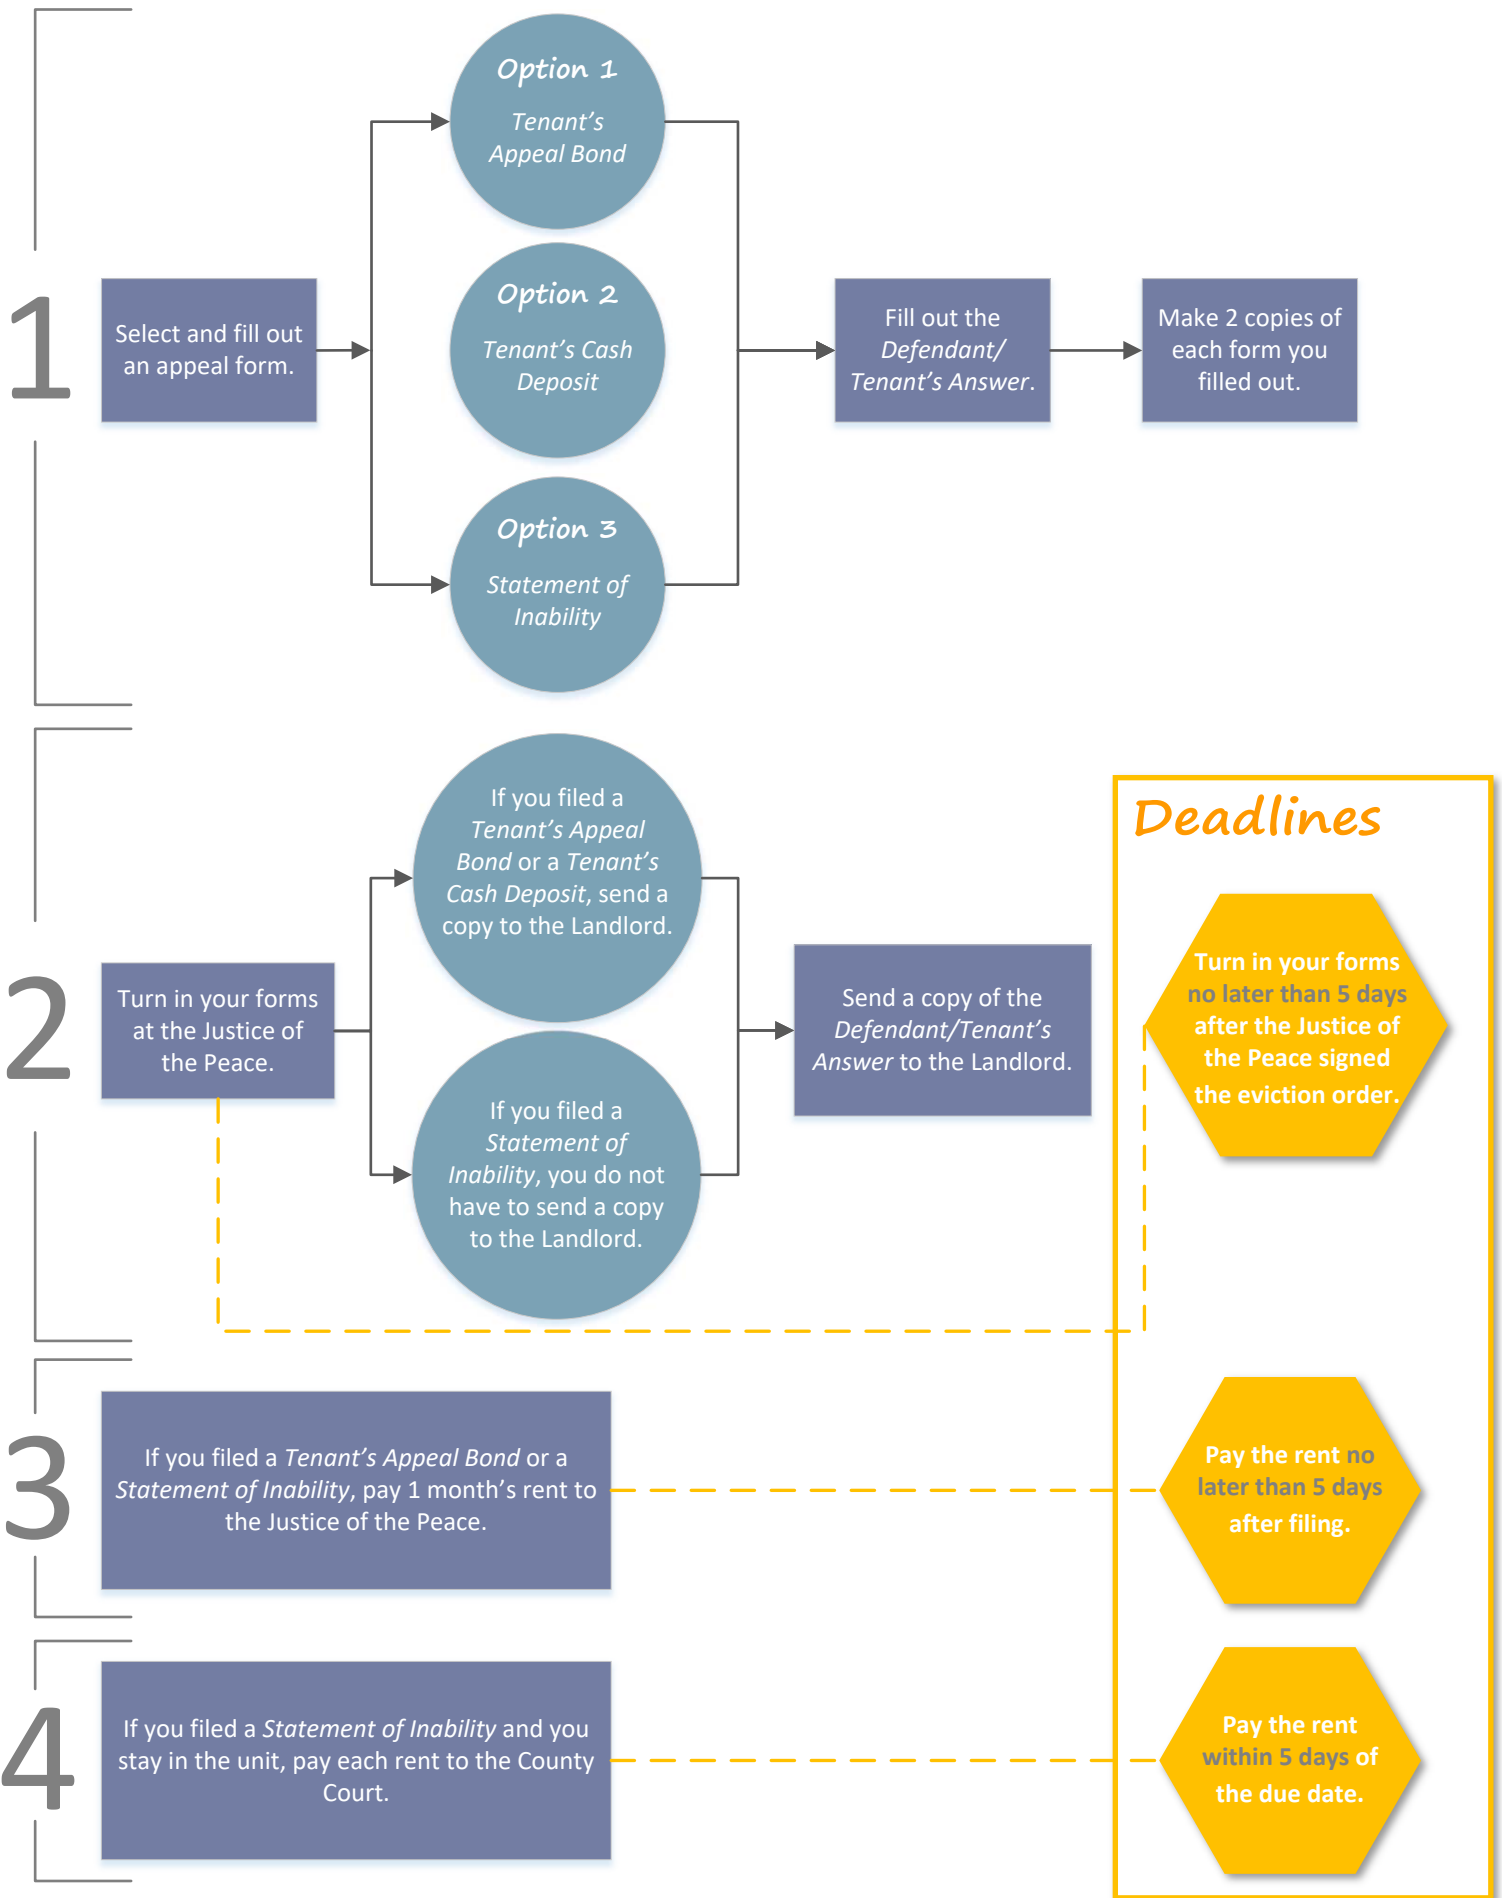 1
Select and fill out
an appeal form.
Option 1
Tenant's
Appeal Bond
Option 2
Tenant's Cash
Deposit
Option 3
Statement of
Inability
Fill out the
Defendant/
Tenant's Answer.
Make 2 copies of
each form you
filled out.
2
Turn in your forms
at the Justice of
the Peace.
If you filed a
Tenant's Appeal
Bond or a Tenant's
Cash Deposit, send a
copy to the Landlord.
If you filed a
Statement of
Inability, you do not
have to send a copy
to the Landlord.
Send a copy of the
Defendant/Tenant's
Answer to the Landlord.
Deadlines
Turn in your forms
no later than 5 days
after the Justice of
the Peace signed
the eviction order.
3
If you filed a Tenant's Appeal Bond or a
Statement of Inability, pay 1 month's rent to
the Justice of the Peace.
Pay the rent no
later than 5 days
after filing.
4
If you filed a Statement of Inability and you
stay in the unit, pay each rent to the County
Court.
Pay the rent
within 5 days of
the due date.